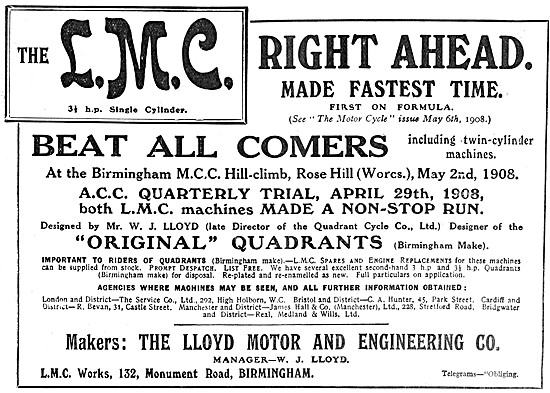 THE L.M.C.
3½ h.p. Single Cylinder.
RIGHT AHEAD.
MADE FASTEST TIME.
FIRST ON FORMULA.
(See "The Motor Cycle" issue May 6th, 1908.)
BEAT ALL COMERS including twin-cylinder
machines.
At the Birmingham M.C.C. Hill-climb, Rose Hill (Worcs.), May 2nd, 1908.
A.C.C. QUARTERLY TRIAL, APRIL 29th, 1908,
both L.M.C. machines MADE A NON-STOP RUN.
Designed by Mr. W. J. LLOYD (late Director of the Quadrant Cycle Co., Ltd.) Designer of the
"ORIGINAL" QUADRANTS (Birmingham Make).
IMPORTANT TO RIDERS OF QUADRANTS (Birmingham make).—L.M.C. SPARES AND ENGINE REPLACEMENTS for these machines
can be supplied from stock. PROMPT DESPATCH. LIST FREE. We have several excellent second-hand 3 h.p and 3½ h.p. Quadrants
(Birmingham make) for disposal. Re-plated and re-enamelled as new. Full particulars on application.
AGENCIES WHERE MACHINES MAY BE SEEN, AND ALL FURTHER INFORMATION OBTAINED:
London and District—The Service Co., Ltd., 292, High Holborn, W.C. Bristol and District—C. A. Hunter, 45, Park Street. Cardiff and
District—R. Bevan, 31, Castle Street. Manchester and District—James Hall & Co. (Manchester), Ltd., 228, Stretford Road. Bridgwater
and District—Real, Medland & Wills, Ltd.
Makers: THE LLOYD MOTOR AND ENGINEERING CO.
MANAGER—W. J. LLOYD.
L.M.C. Works, 132, Monument Road, BIRMINGHAM.
Telegrams—"Obliging.